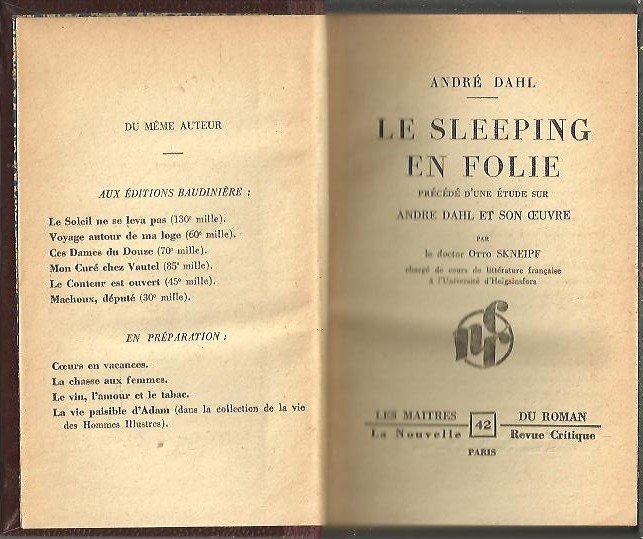 DU MÊME AUTEUR
AUX ÉDITIONS BAUDINIÈRE :
Le Soleil ne se leva pas (130e mille).
Voyage autour de ma loge (60e mille).
Ces Dames du Douze (70e mille).
Mon Curé chez Vautel (85e mille).
Le Conteur est ouvert (45e mille).
Machoux, député (30e mille).
EN PRÉPARATION :
Cœurs en vacances.
La chasse aux femmes.
Le vin, l'amour et le tabac.
La vie paisible d'Adam (dans la collection de la vie
des Hommes Illustres).
ANDRÉ DAHL
LE SLEEPING
EN FOLIE
PRÉCÉDÉ D'UNE ÉTUDE SUR
ANDRE DAHL ET SON ŒUVRE
PAR
le doctor OTTO SKNEIPF
chargé de cours de littérature française
à l'Université d'Helgsinsfors
nrf
LES MAITRES 42 DU ROMAN
La Nouvelle Revue Critique
PARIS